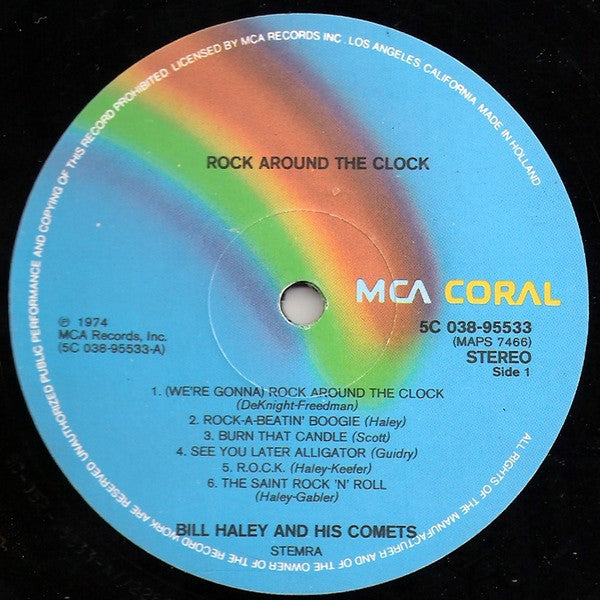 UNAUTHORIZED PUBLIC PERFORMANCE AND COPYING OF THIS RECORD PROHIBITED. LICENSED BY MCA RECORDS INC. LOS ANGELES, CALIFORNIA. MADE IN HOLLAND
ROCK AROUND THE CLOCK
MCA CORAL
℗ 1974
MCA Records, Inc.
(5C 038-95533-A)
5C 038-95533
(MAPS 7466)
STEREO
Side 1
1. (WE'RE GONNA) ROCK AROUND THE CLOCK
(DeKnight-Freedman)
2. ROCK-A-BEATIN' BOOGIE (Haley)
3. BURN THAT CANDLE (Scott)
4. SEE YOU LATER ALLIGATOR (Guidry)
5. R.O.C.K. (Haley-Keefer)
6. THE SAINT ROCK 'N' ROLL
(Haley-Gabler)
BILL HALEY AND HIS COMETS
STEMRA
ALL RIGHTS OF THE MANUFACTURER AND OF THE OWNER OF THE RECORD WORK ARE RESERVED